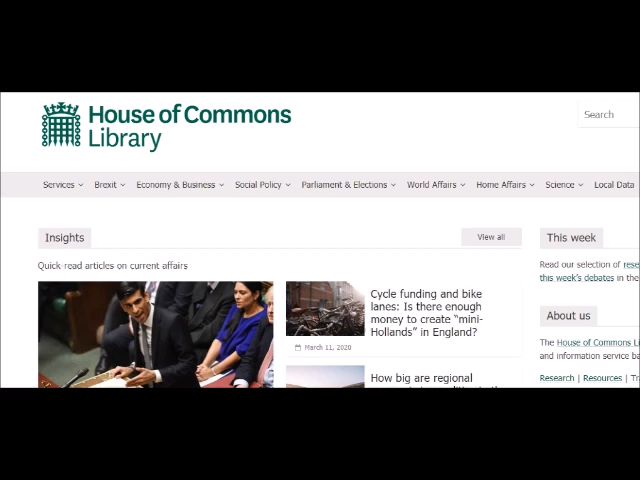 House of Commons
Library
Search
Services
Brexit
Economy & Business
Social Policy
Parliament & Elections
World Affairs
Home Affairs
Science
Local Data
Insights
View all
Quick-read articles on current affairs
Cycle funding and bike
lanes: Is there enough
money to create “mini-
Hollands” in England?
March 11, 2020
How big are regional
This week
Read our selection of rese
this week's debates in the
About us
The House of Commons Li
and information service ba
Research | Resources | Tr